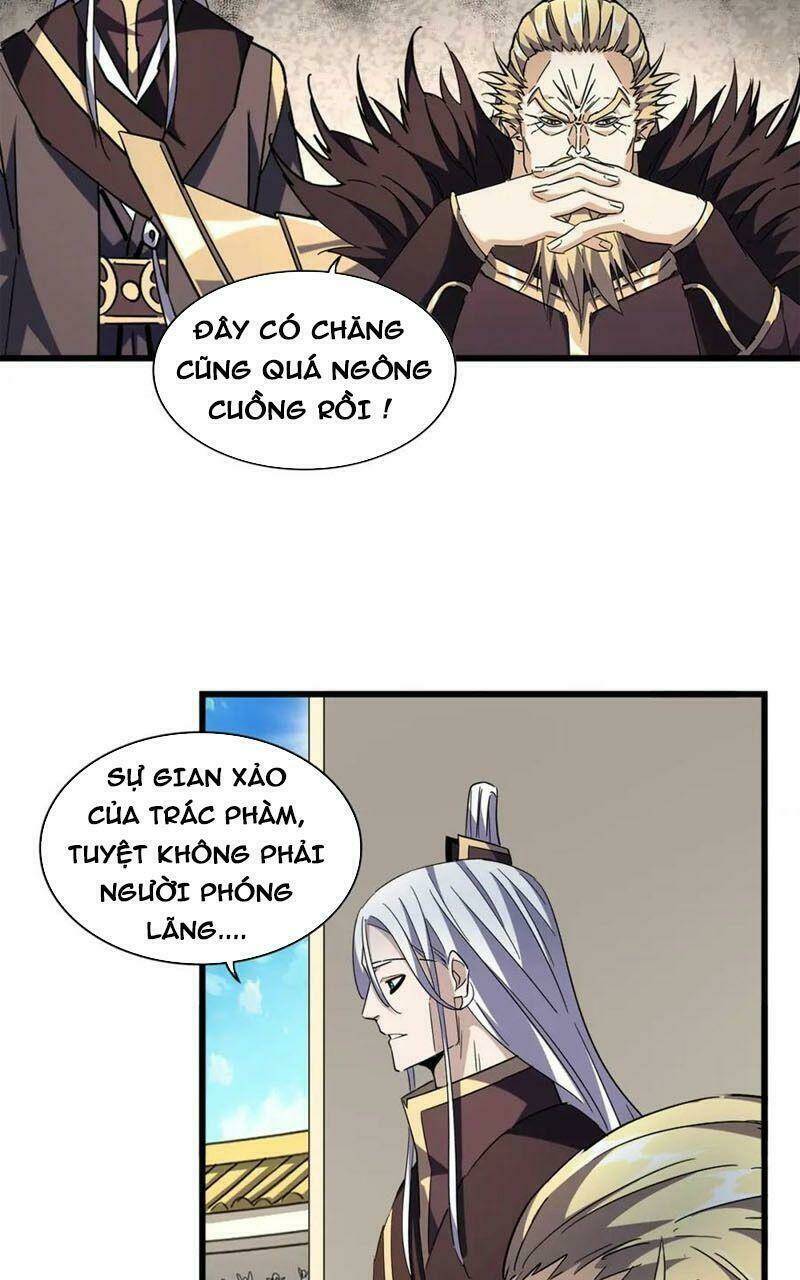 ĐÂY CÓ CHĂNG
CŨNG QUÁ NGÔNG
CUỒNG RỒI !
SỰ GIAN XẢO
CỦA TRÁC PHÀM,
TUYỆT KHÔNG PHẢI
NGƯỜI PHÓNG
LÃNG....